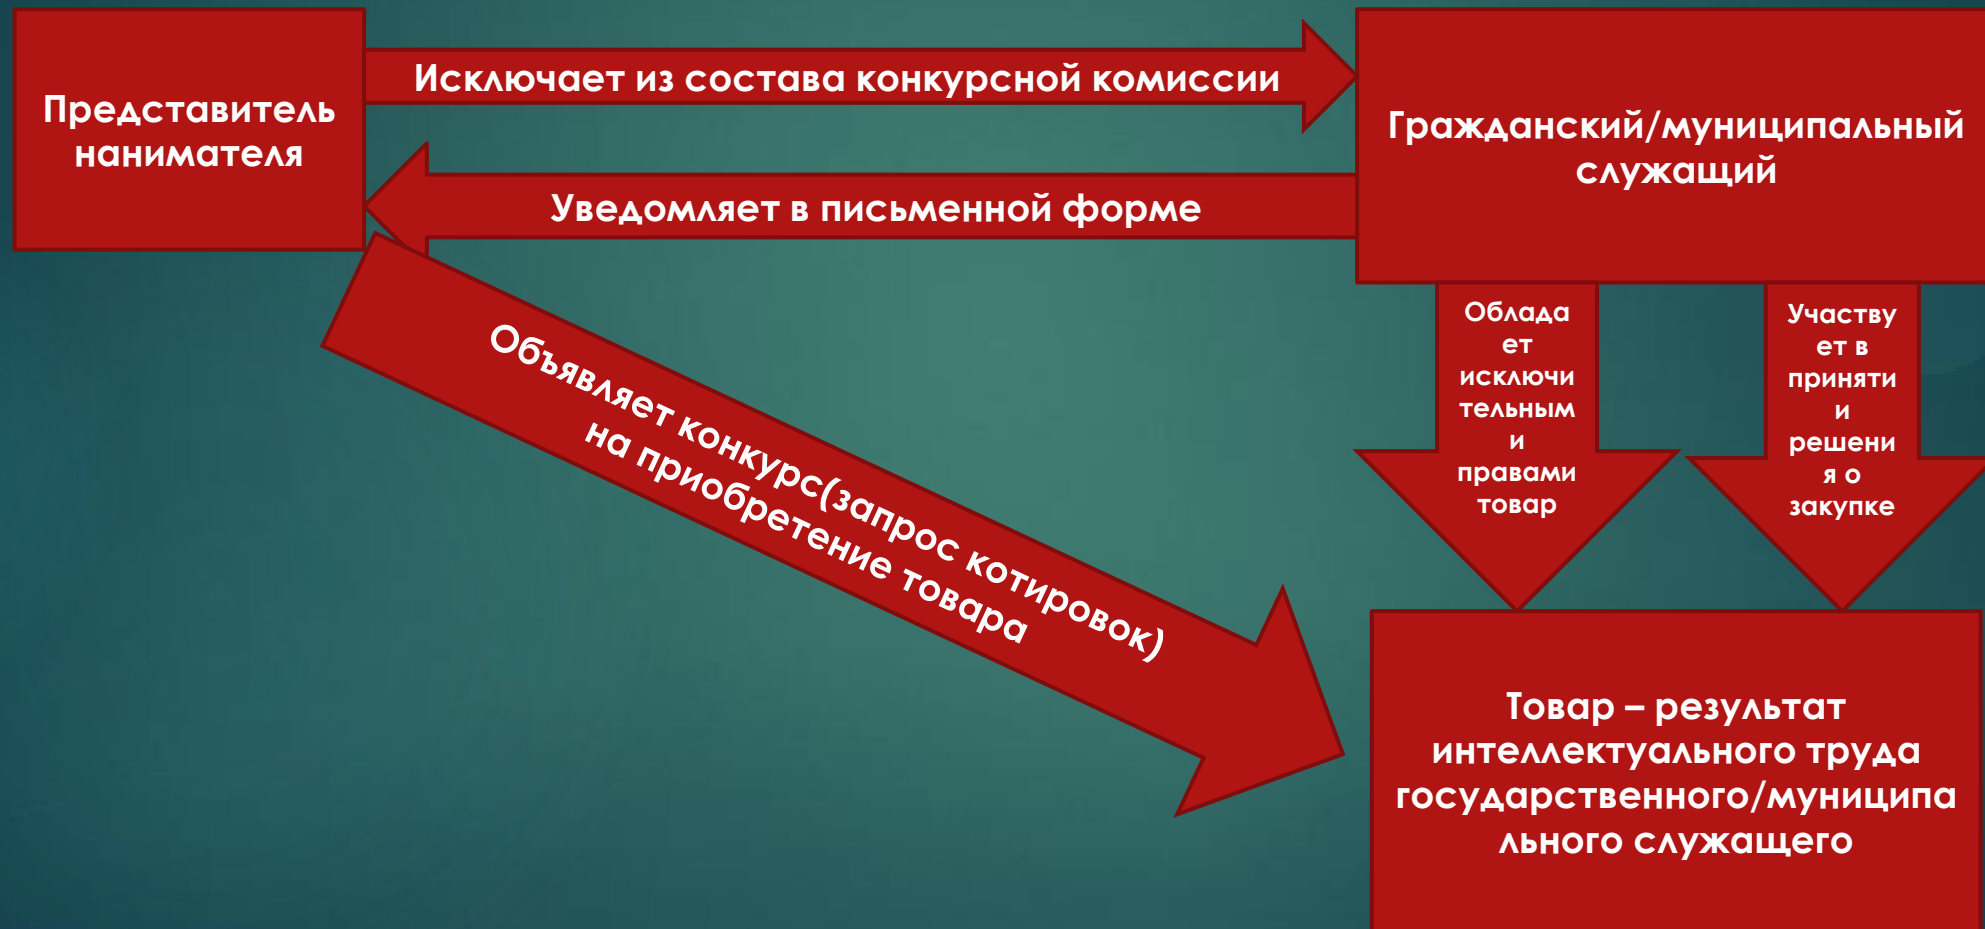 Представитель
нанимателя
Исключает из состава конкурсной комиссии
Уведомляет в письменной форме
Гражданский/муниципальный
служащий
Объявляет конкурс(запрос котировок)
на приобретение товара
Облада
ет
исключи
тельным
и
правами
товар
Участву
ет в
приняти
и
решени
я о
закупке
Товар – результат
интеллектуального труда
государственного/муниципа
льного служащего